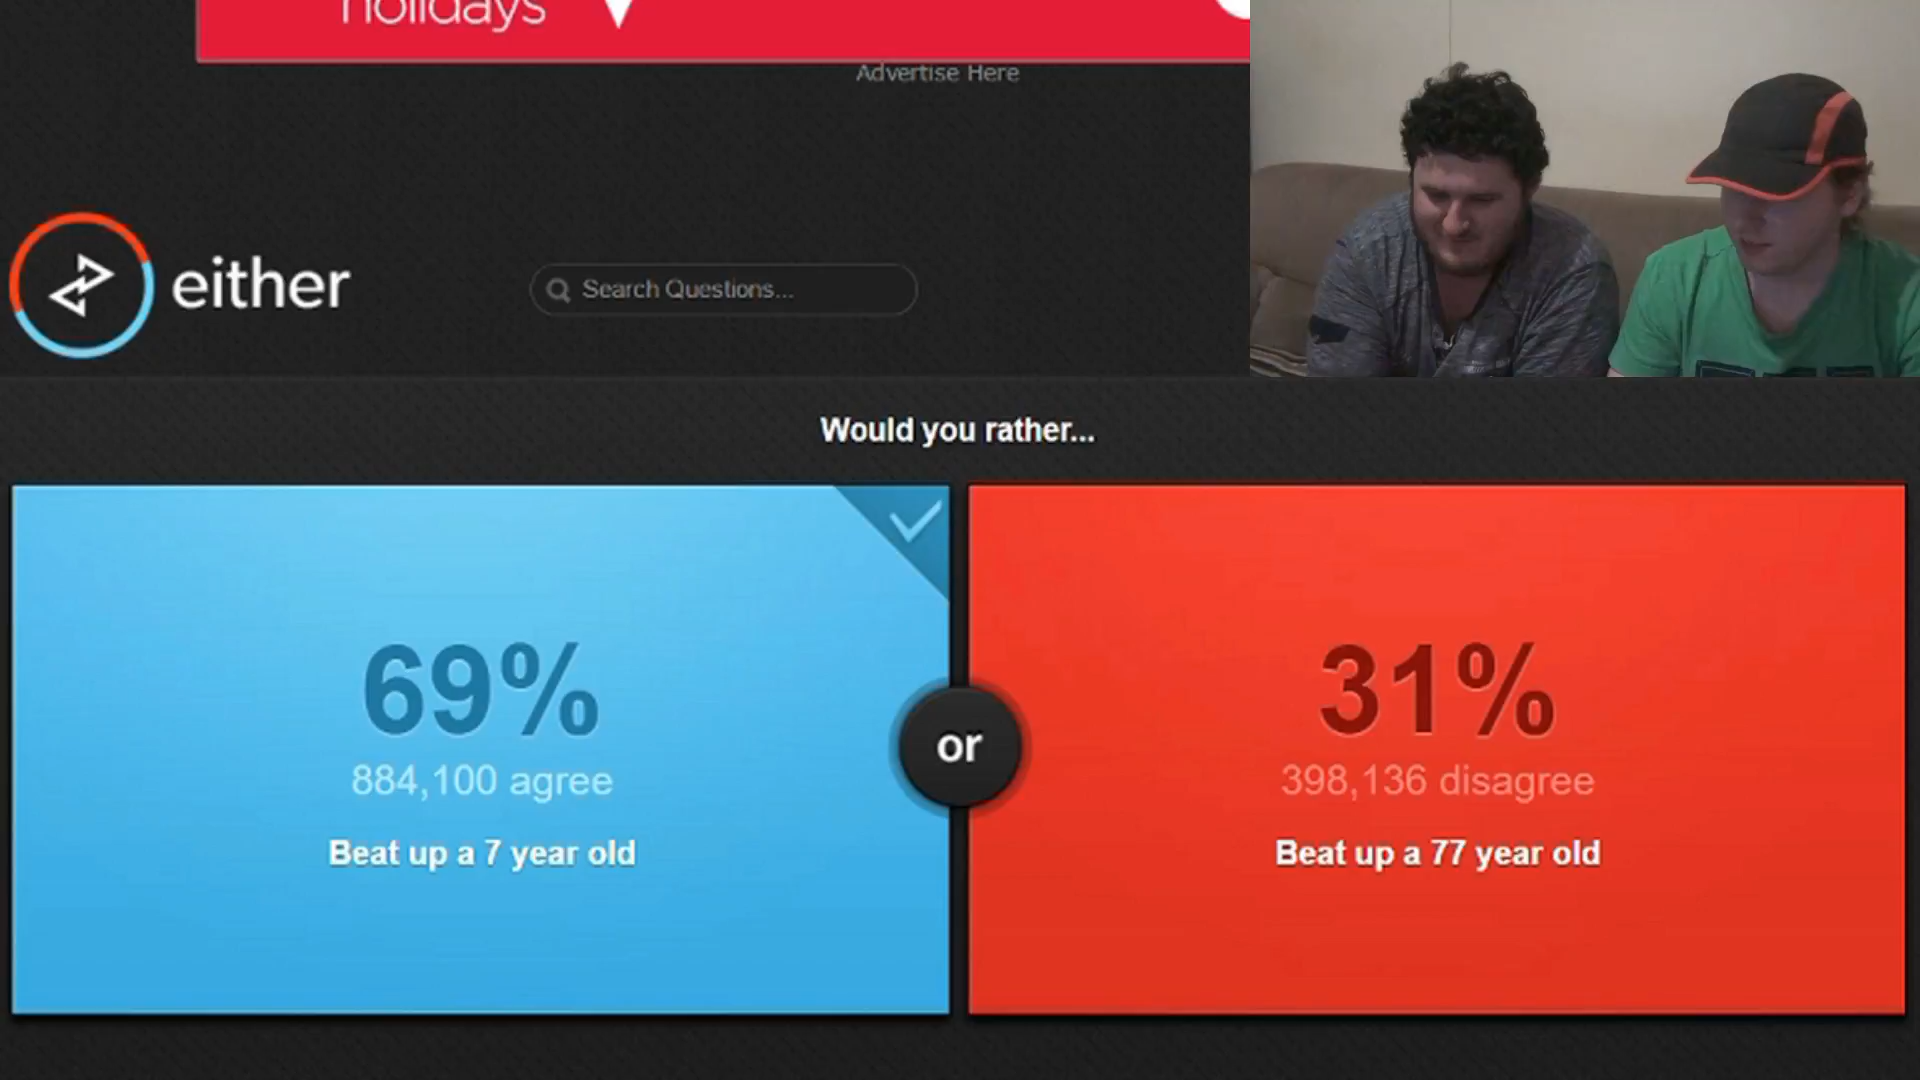 holidays
Advertise Here
either
Search Questions...
Would you rather...
69%
884,100 agree
Beat up a 7 year old
or
31%
398,136 disagree
Beat up a 77 year old